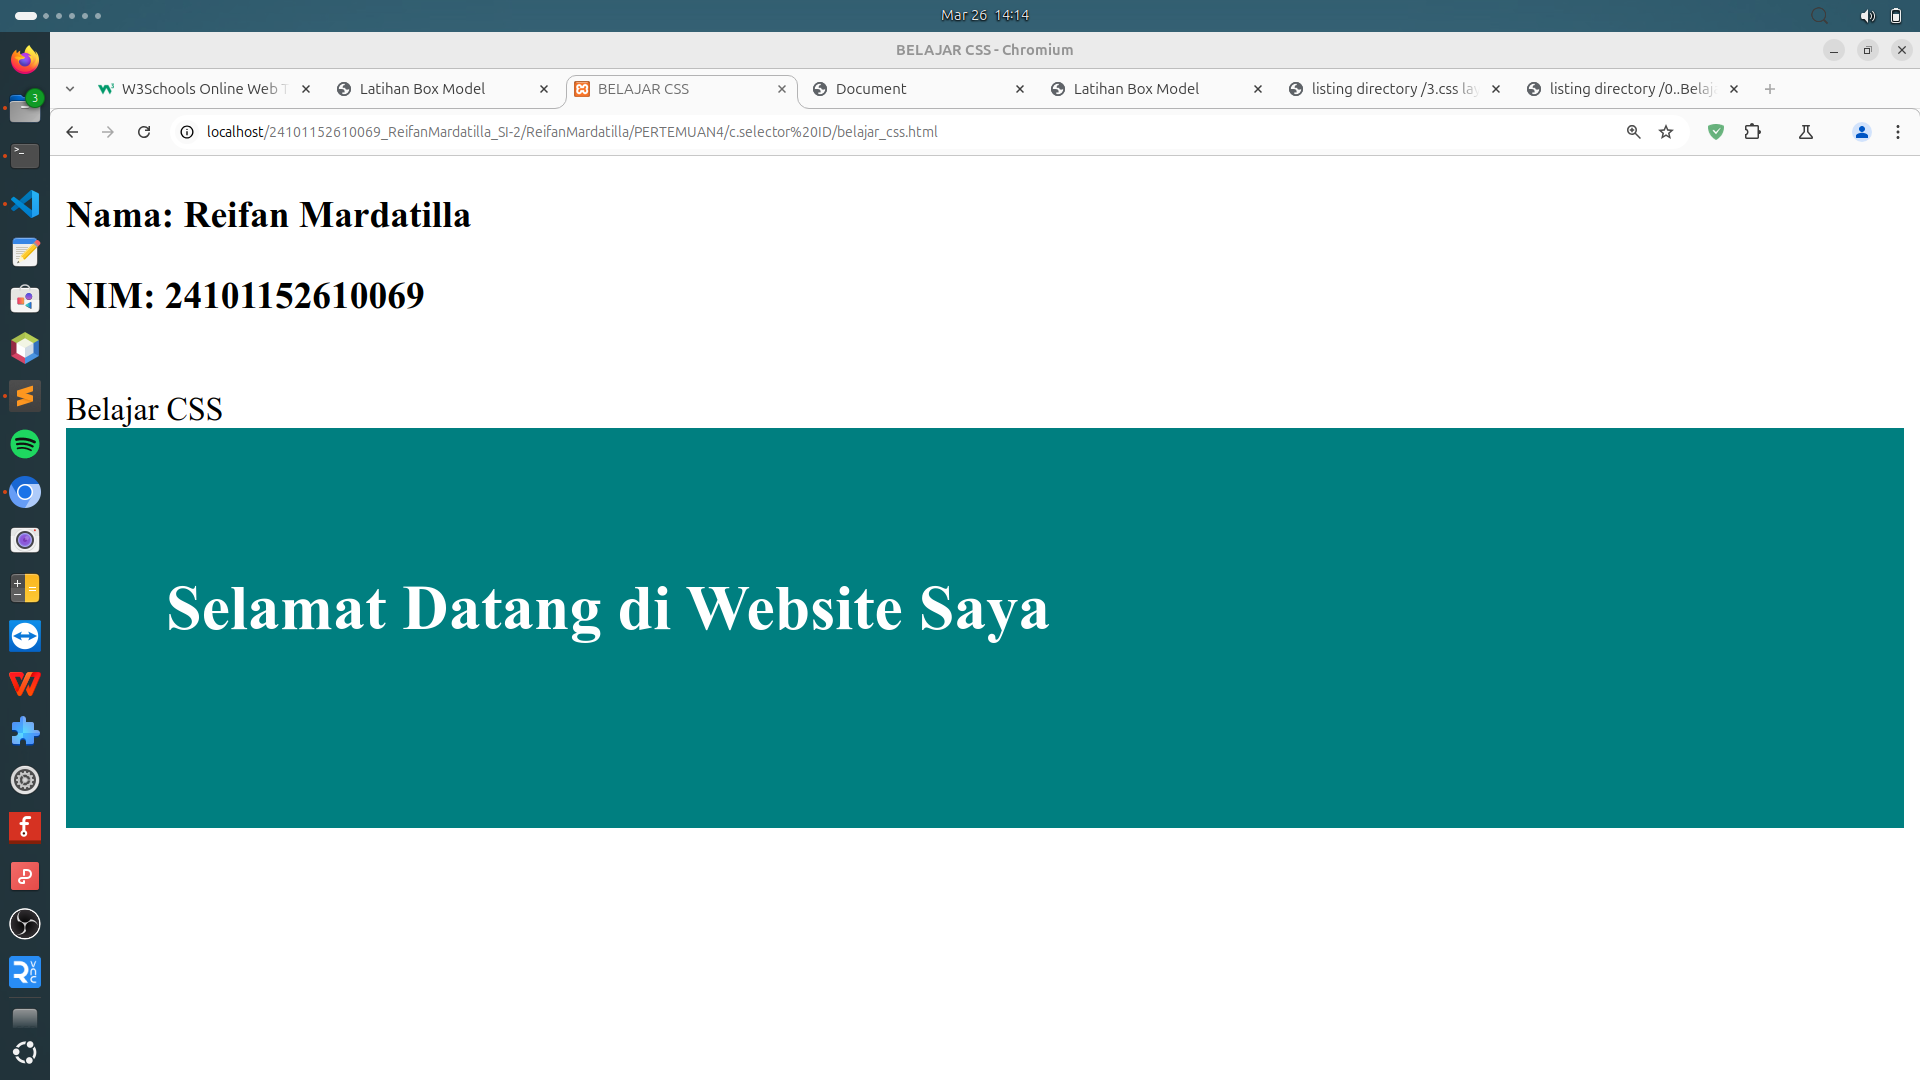 Mar 26 14:14
BELAJAR CSS - Chromium
W3Schools Online Web T
Latihan Box Model
BELAJAR CSS
Document
Latihan Box Model
listing directory /3.css lay
listing directory /0..Belaja
localhost/24101152610069_ReifanMardatilla_SI-2/ReifanMardatilla/PERTEMUAN4/c.selector%20ID/belajar_css.html
3
Nama: Reifan Mardatilla
NIM: 24101152610069
Belajar CSS
Selamat Datang di Website Saya